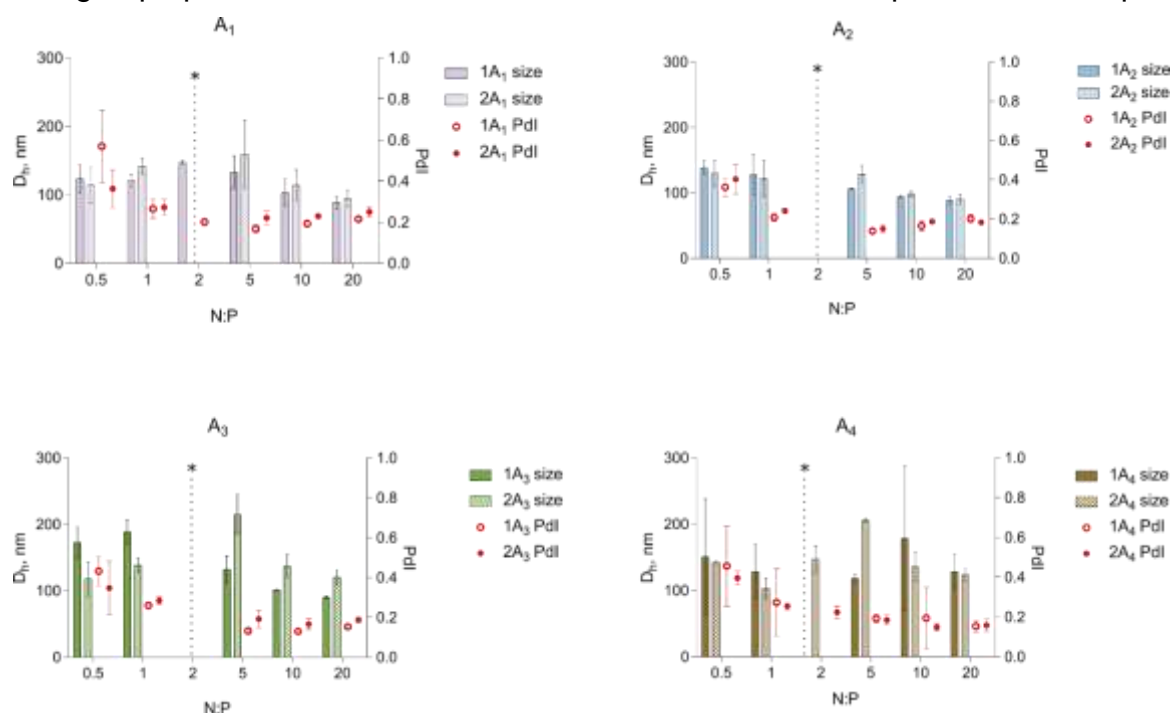 A₁
*
300
200
100
0
Dₕ, nm
1.0
0.8
0.6
0.4
0.2
0.0
PdI
0.5 1 2 5 10 20
N:P
1A₁ size
2A₁ size
1A₁ PdI
2A₁ PdI
A₂
*
300
200
100
0
Dₕ, nm
1.0
0.8
0.6
0.4
0.2
0.0
PdI
0.5 1 2 5 10 20
N:P
1A₂ size
2A₂ size
1A₂ PdI
2A₂ PdI
A₃
*
300
200
100
0
Dₕ, nm
1.0
0.8
0.6
0.4
0.2
0.0
PdI
0.5 1 2 5 10 20
N:P
1A₃ size
2A₃ size
1A₃ PdI
2A₃ PdI
A₄
*
300
200
100
0
Dₕ, nm
1.0
0.8
0.6
0.4
0.2
0.0
PdI
0.5 1 2 5 10 20
N:P
1A₄ size
2A₄ size
1A₄ PdI
2A₄ PdI